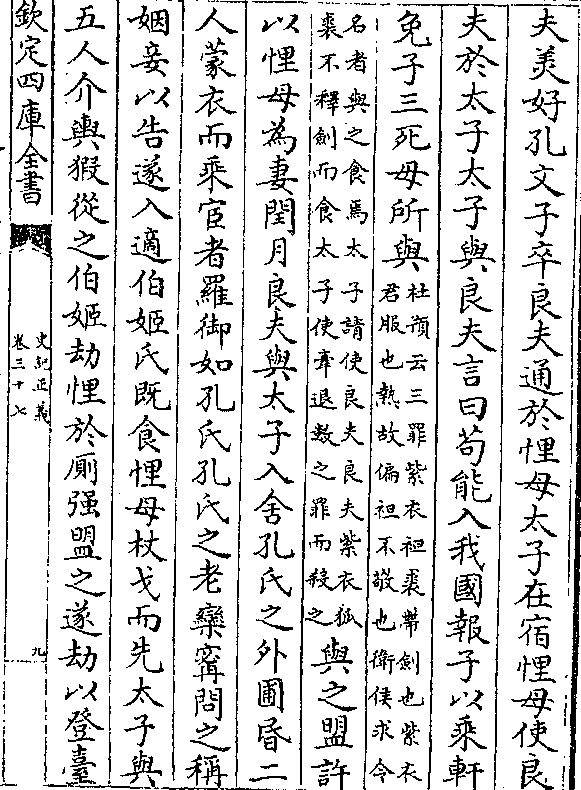 夫美好孔文子卒良夫通於悝母太子在宿悝母使良
夫於太子太子與良夫言曰苟能入我國報子以乘軒
免子三死毋所與
杜預云三罪紫衣袒裘帶劍也紫衣
君服也熱故偏袒不敬也衛侯求令
名者與之食焉太子請使良夫良夫紫衣狐
裘不釋劍而食太子使牽退數之罪而殺之
與之盟許
以悝母為妻閏月良夫與太子入舍孔氏之外圃昏二
人蒙衣而乘宦者羅御如孔氏孔氏之老欒寗問之稱
姻妾以告遂入適伯姬氏既食悝母杖戈而先太子與
五人介輿猳從之伯姬劫悝於廁强盟之遂劫以登臺
欽定四庫全書
史記正義
卷三十七
九